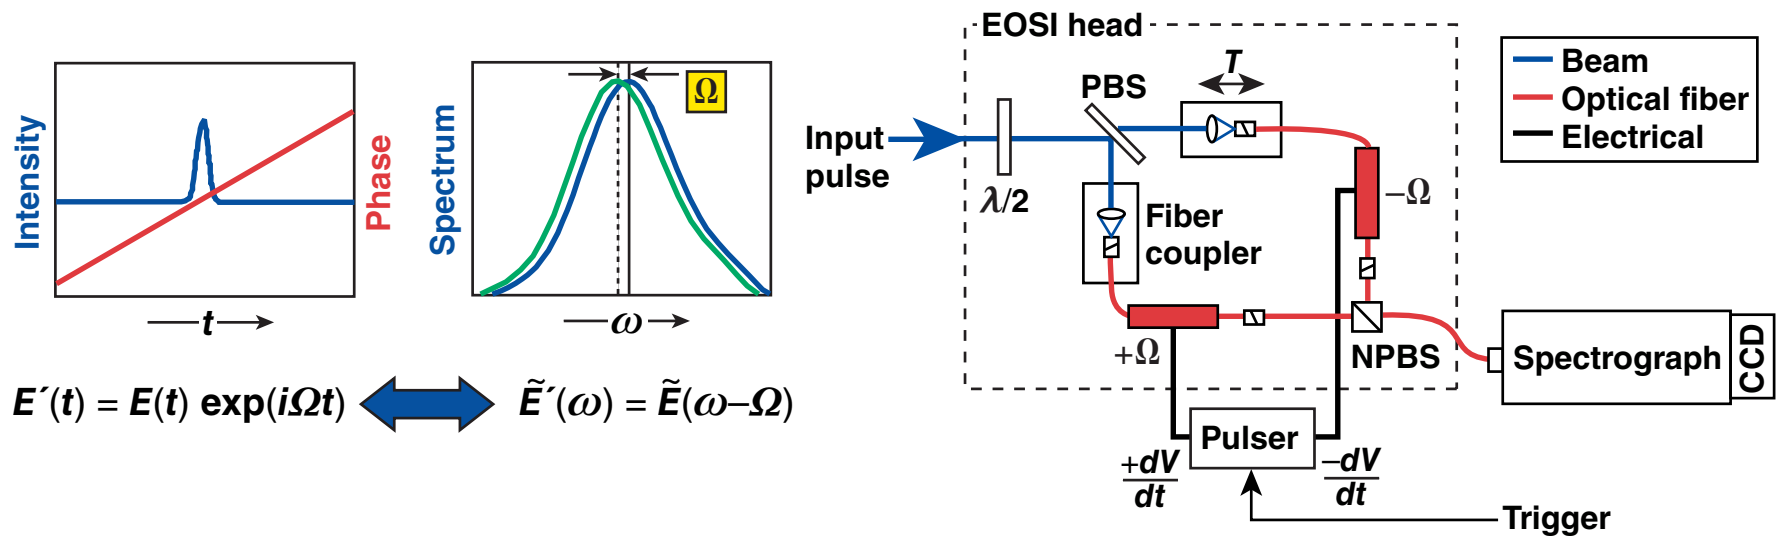 Intensity
Phase
t
Spectrum
Ω
ω
E´(t) = E(t) exp(iΩt)
Ẽ´(ω) = Ẽ(ω–Ω)
EOSI head
Input
pulse
λ/2
PBS
T
Fiber
coupler
–Ω
+Ω
NPBS
Beam
Optical fiber
Electrical
Spectrograph
CCD
Pulser
+dV
dt
–dV
dt
Trigger